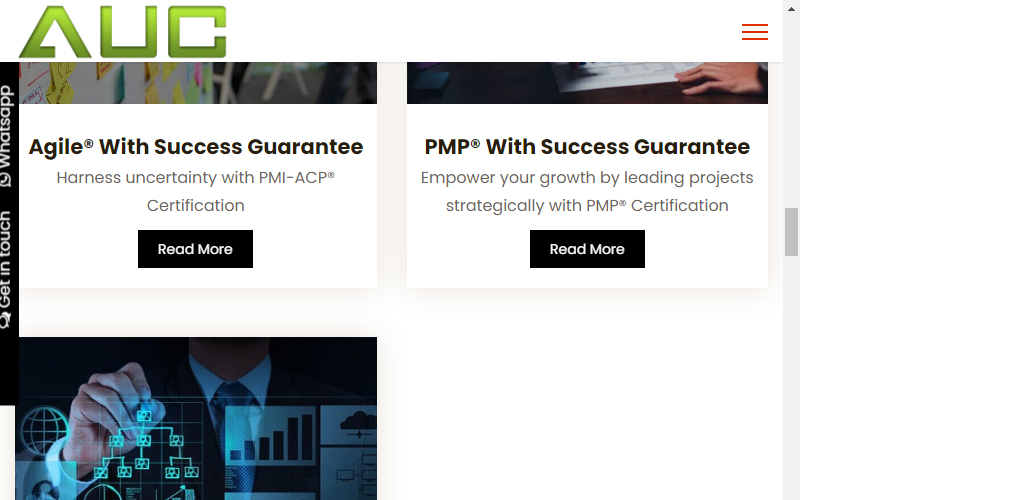 AUC
Whatsapp
Get in touch
Agile® With Success Guarantee
Harness uncertainty with PMI-ACP®
Certification
Read More
PMP® With Success Guarantee
Empower your growth by leading projects
strategically with PMP® Certification
Read More